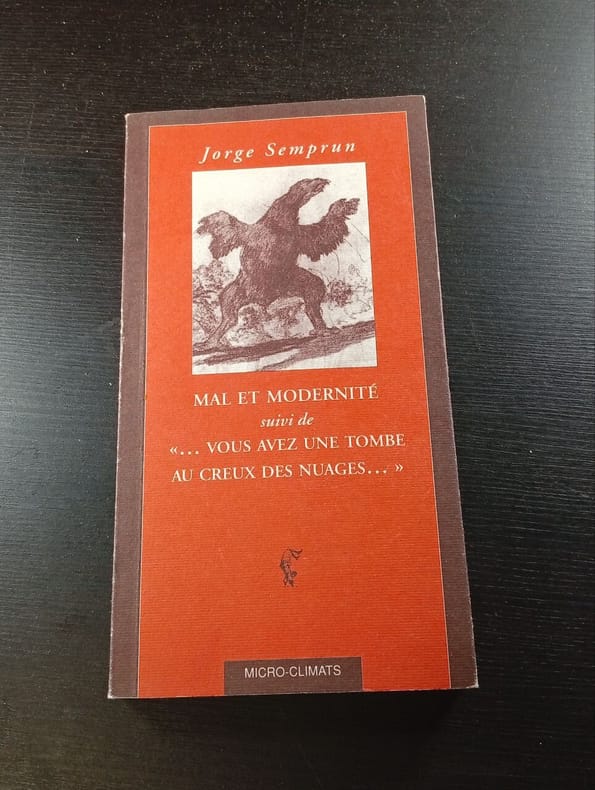 Jorge Semprun
MAL ET MODERNITÉ
suivi de
«... VOUS AVEZ UNE TOMBE
AU CREUX DES NUAGES... »
MICRO-CLIMATS